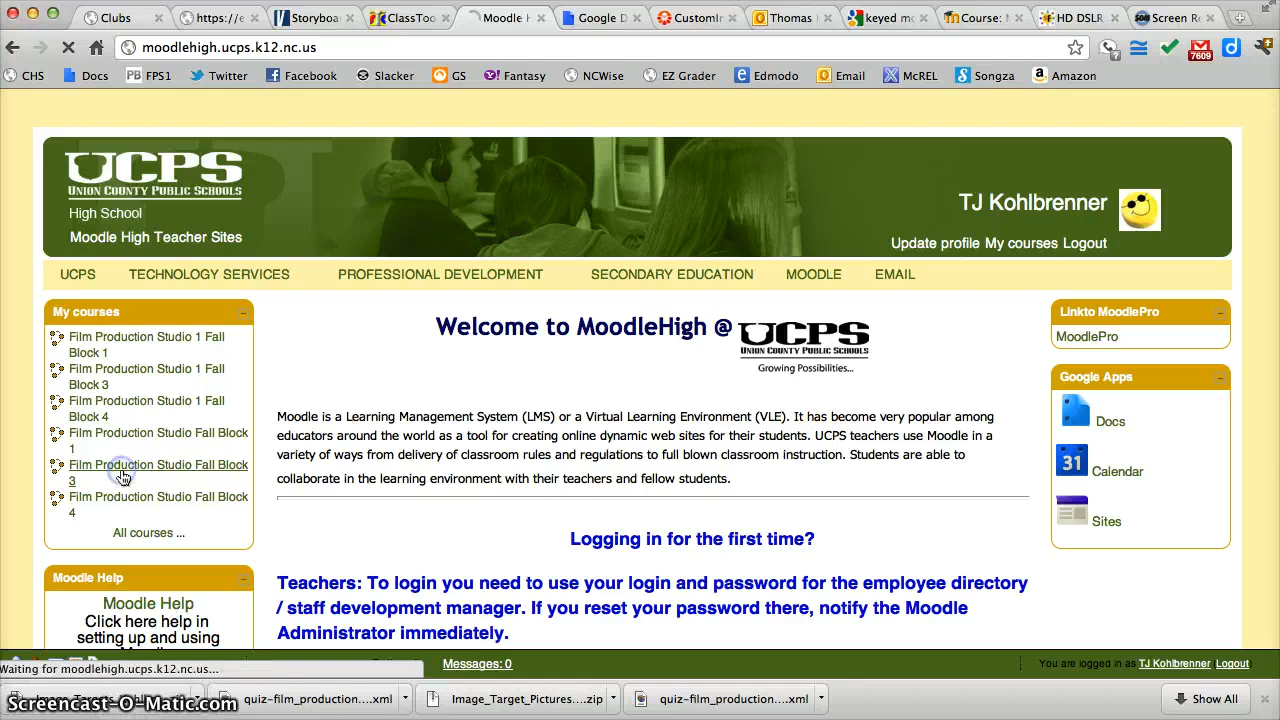 Clubs
https://e
Storyboa
ClassToo
Moodle H
Google D
CustomIn
Thomas
keyed mo
Course:
HD DSLR
Screen Re
moodlehigh.ucps.k12.nc.us
7609
CHS
Docs
PB FPS1
Twitter
Facebook
Slacker
GS
Fantasy
NCWise
EZ Grader
Edmodo
Email
McREL
Songza
Amazon
UCPS
UNION COUNTY PUBLIC SCHOOLS
High School
Moodle High Teacher Sites
TJ Kohlbrenner
Update profile My courses Logout
UCPS
TECHNOLOGY SERVICES
PROFESSIONAL DEVELOPMENT
SECONDARY EDUCATION
MOODLE
EMAIL
My courses
Film Production Studio 1 Fall
Block 1
Film Production Studio 1 Fall
Block 3
Film Production Studio 1 Fall
Block 4
Film Production Studio Fall Block
1
Film Production Studio Fall Block
3
Film Production Studio Fall Block
4
All courses ...
Moodle Help
Moodle Help
Click here help in
setting up and using
Welcome to MoodleHigh @ UCPS
UNION COUNTY PUBLIC SCHOOLS
Growing Possibilities...
Moodle is a Learning Management System (LMS) or a Virtual Learning Environment (VLE). It has become very popular among
educators around the world as a tool for creating online dynamic web sites for their students. UCPS teachers use Moodle in a
variety of ways from delivery of classroom rules and regulations to full blown classroom instruction. Students are able to
collaborate in the learning environment with their teachers and fellow students.
Logging in for the first time?
Teachers: To login you need to use your login and password for the employee directory
/ staff development manager. If you reset your password there, notify the Moodle
Administrator immediately.
Linkto MoodlePro
MoodlePro
Google Apps
Docs
31 Calendar
Sites
Waiting for moodlehigh.ucps.k12.nc.us...
Messages: 0
You are logged in as TJ Kohlbrenner (Logout)
quiz-film_production....xml
Image_Target_Pictures....zip
quiz-film_production....xml
Show All
Screencast-O-Matic.com